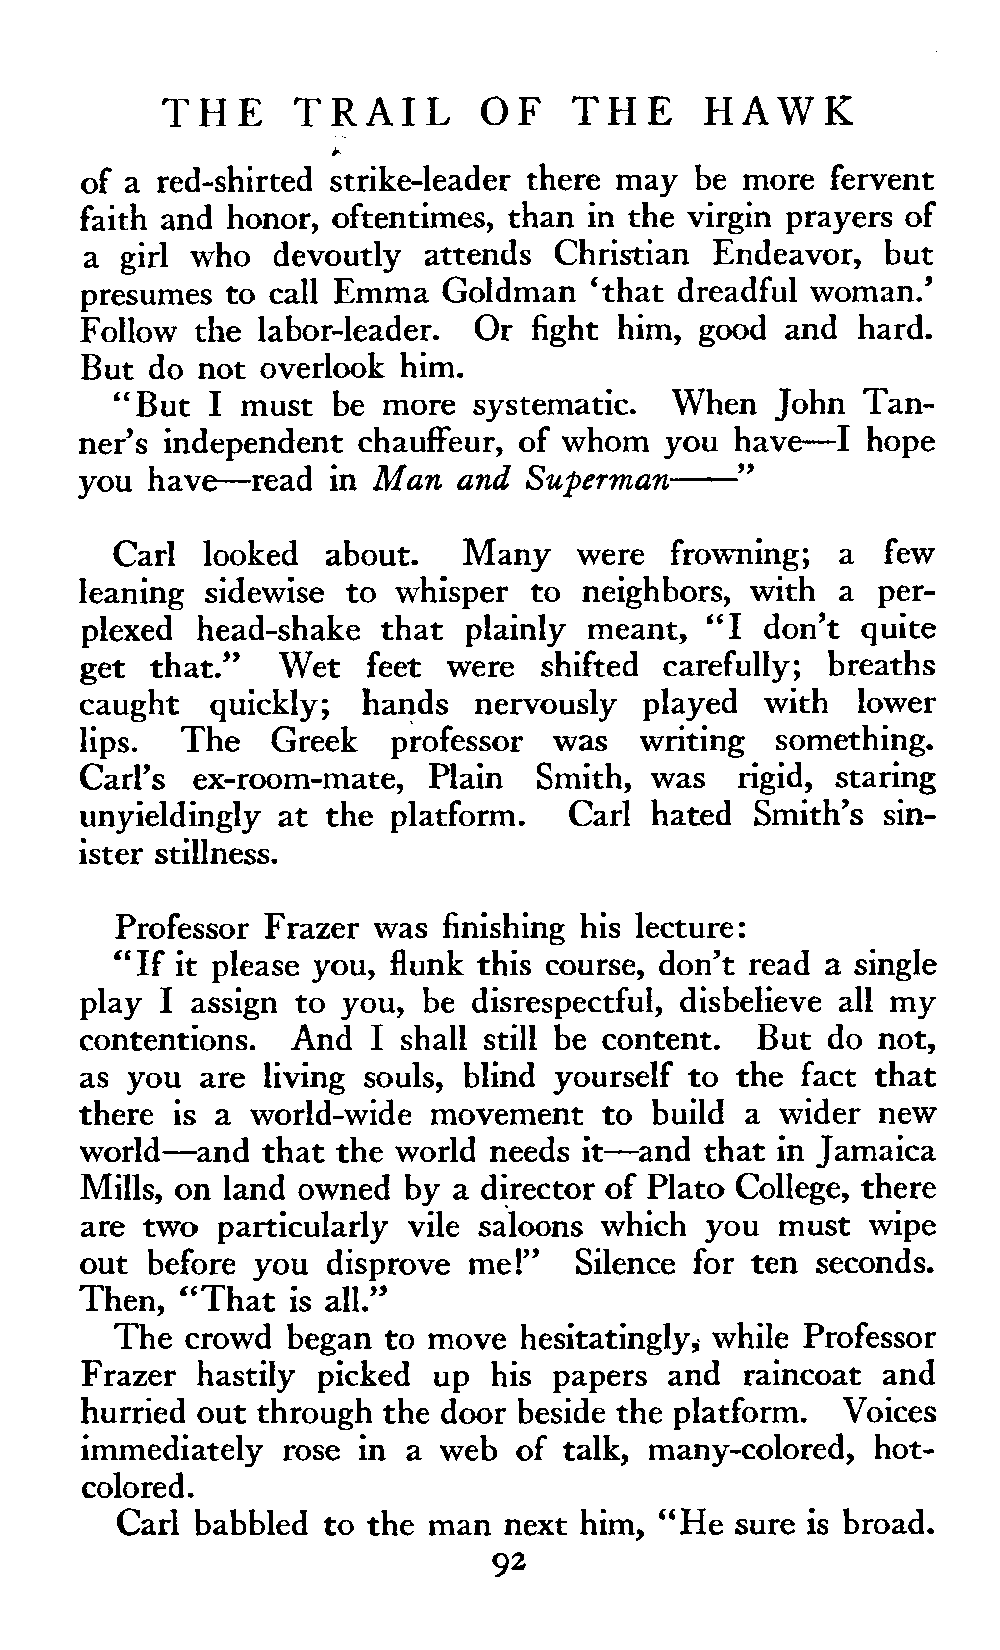 THE TRAIL OF THE HAWK
of a red-shirted strike-leader there may be more fervent
faith and honor, oftentimes, than in the virgin prayers of
a girl who devoutly attends Christian Endeavor, but
presumes to call Emma Goldman ‘that dreadful woman.’
Follow the labor-leader. Or fight him, good and hard.
But do not overlook him.
“But I must be more systematic. When John Tan-
ner’s independent chauffeur, of whom you have—I hope
you have—read in Man and Superman——”
Carl looked about. Many were frowning; a few
leaning sidewise to whisper to neighbors, with a per-
plexed head-shake that plainly meant, “I don’t quite
get that.” Wet feet were shifted carefully; breaths
caught quickly; hands nervously played with lower
lips. The Greek professor was writing something.
Carl’s ex-room-mate, Plain Smith, was rigid, staring
unyieldingly at the platform. Carl hated Smith’s sin-
ister stillness.
Professor Frazer was finishing his lecture:
“If it please you, flunk this course, don’t read a single
play I assign to you, be disrespectful, disbelieve all my
contentions. And I shall still be content. But do not,
as you are living souls, blind yourself to the fact that
there is a world-wide movement to build a wider new
world—and that the world needs it—and that in Jamaica
Mills, on land owned by a director of Plato College, there
are two particularly vile saloons which you must wipe
out before you disprove me!” Silence for ten seconds.
Then, “That is all.”
The crowd began to move hesitatingly, while Professor
Frazer hastily picked up his papers and raincoat and
hurried out through the door beside the platform. Voices
immediately rose in a web of talk, many-colored, hot-
colored.
Carl babbled to the man next him, “He sure is broad.
92